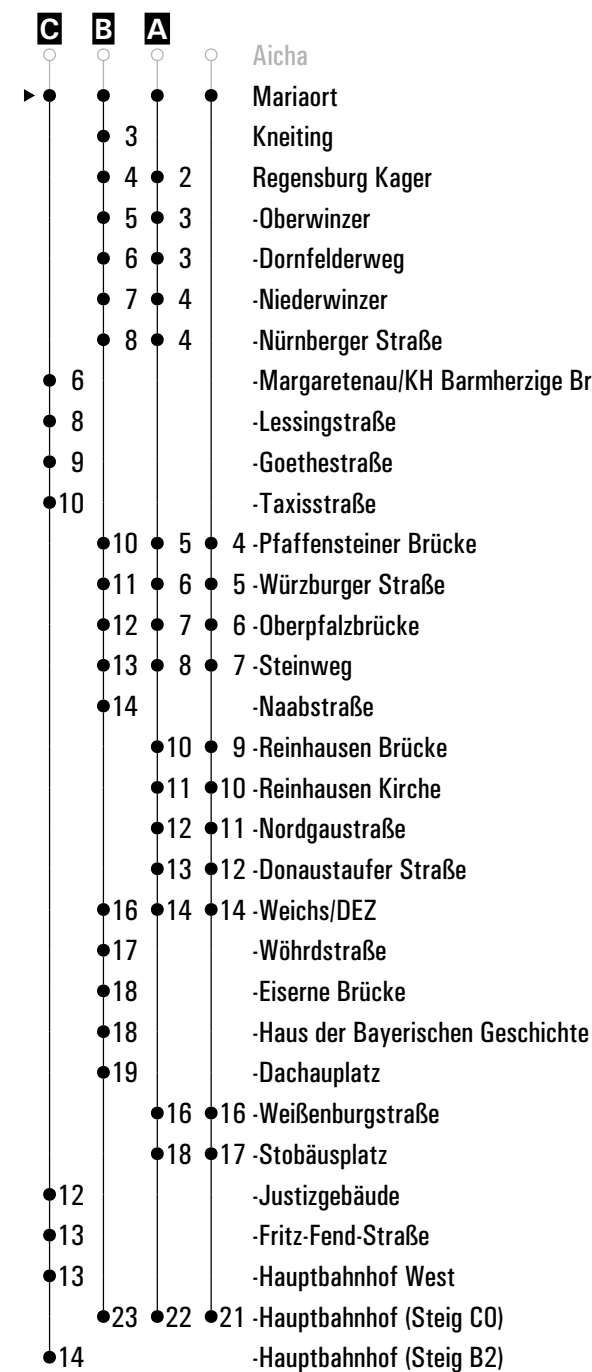 C B A
Aicha
Mariaort
3 Kneiting
4 2 Regensburg Kager
5 3 -Oberwinzer
6 3 -Dornfelderweg
7 4 -Niederwinzer
8 4 -Nürnberger Straße
6 -Margaretenau/KH Barmherzige Br
8 -Lessingstraße
9 -Goethestraße
10 -Taxisstraße
10 5 4 -Pfaffensteiner Brücke
11 6 5 -Würzburger Straße
12 7 6 -Oberpfalzbrücke
13 8 7 -Steinweg
14 -Naabstraße
10 9 -Reinhausen Brücke
11 10 -Reinhausen Kirche
12 11 -Nordgaustraße
13 12 -Donaustaufer Straße
16 14 14 -Weichs/DEZ
17 -Wöhrdstraße
18 -Eiserne Brücke
18 -Haus der Bayerischen Geschichte
19 -Dachauplatz
16 16 -Weißenburgstraße
18 17 -Stobäusplatz
12 -Justizgebäude
13 -Fritz-Fend-Straße
13 -Hauptbahnhof West
23 22 21 -Hauptbahnhof (Steig C0)
14 -Hauptbahnhof (Steig B2)